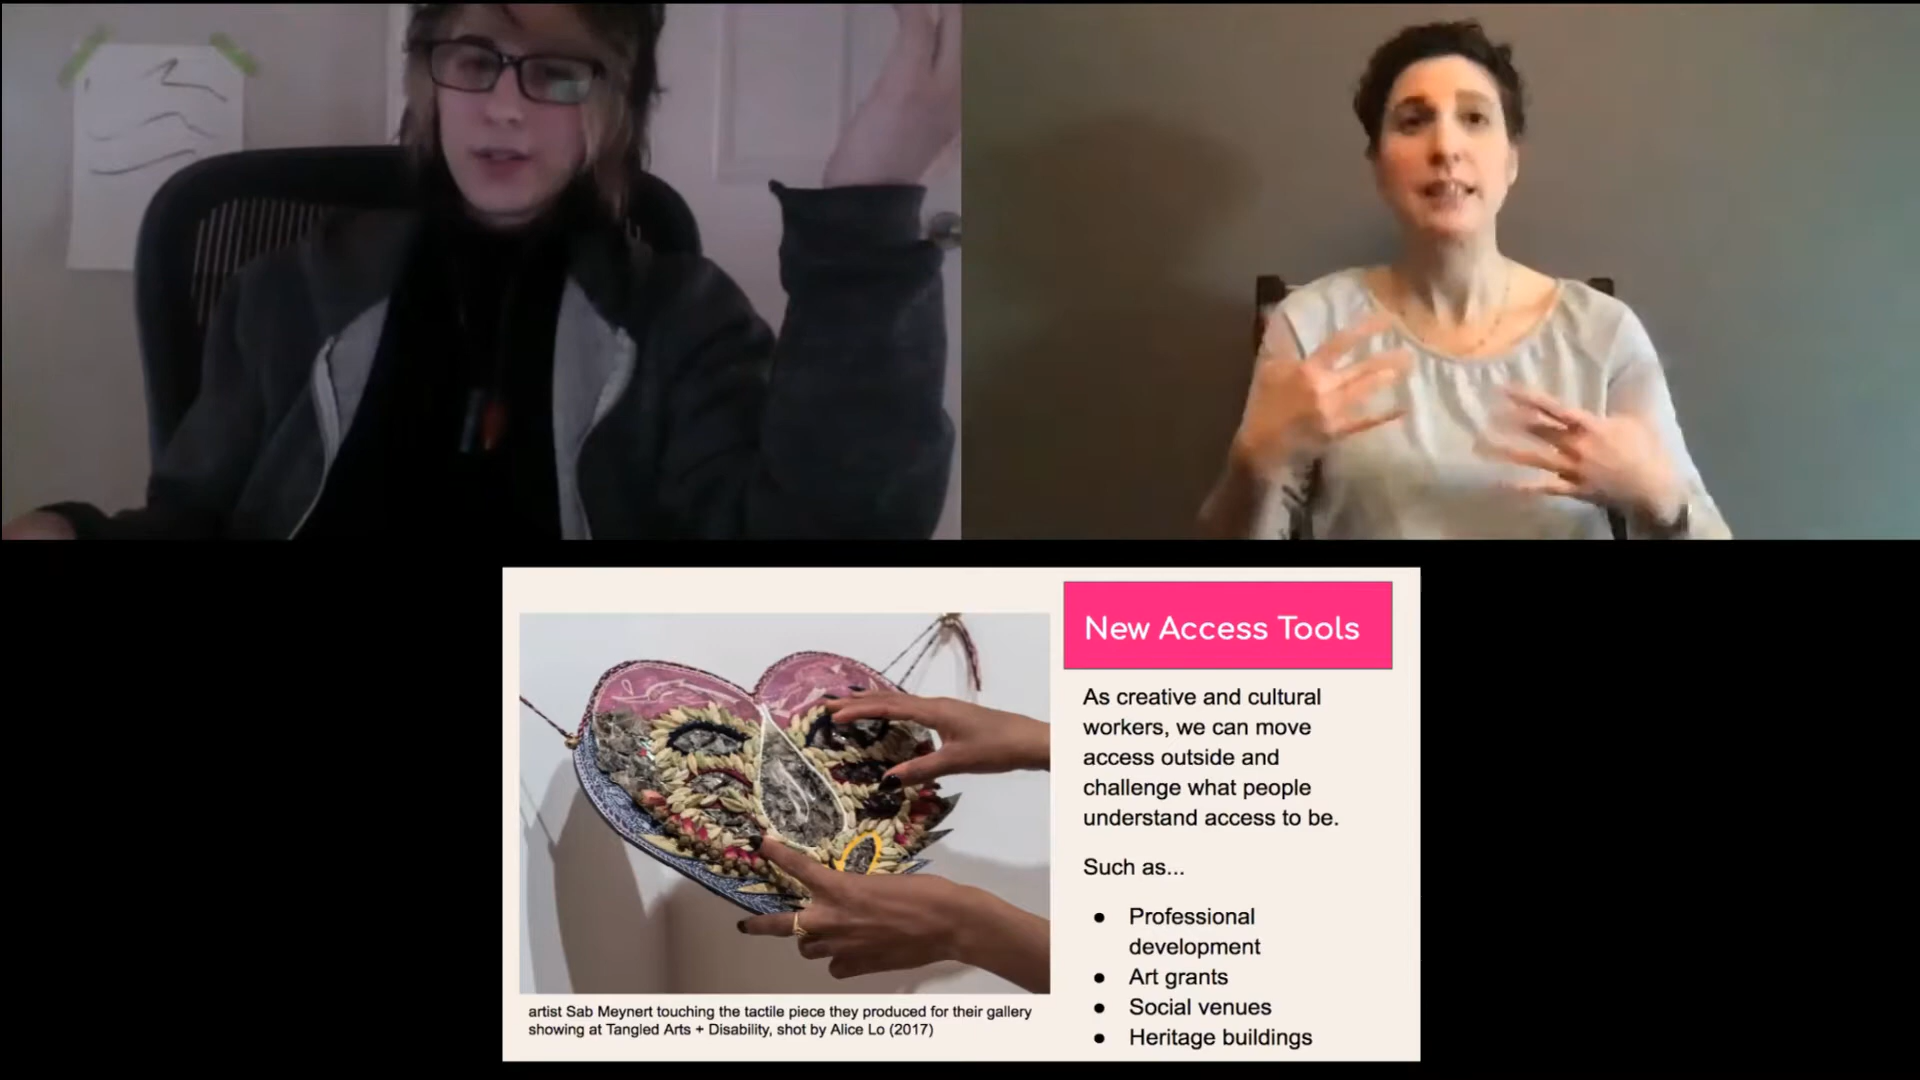 New Access Tools
As creative and cultural
workers, we can move
access outside and
challenge what people
understand access to be.
Such as...
● Professional
development
● Art grants
● Social venues
● Heritage buildings
artist Sab Meynert touching the tactile piece they produced for their gallery
showing at Tangled Arts + Disability, shot by Alice Lo (2017)